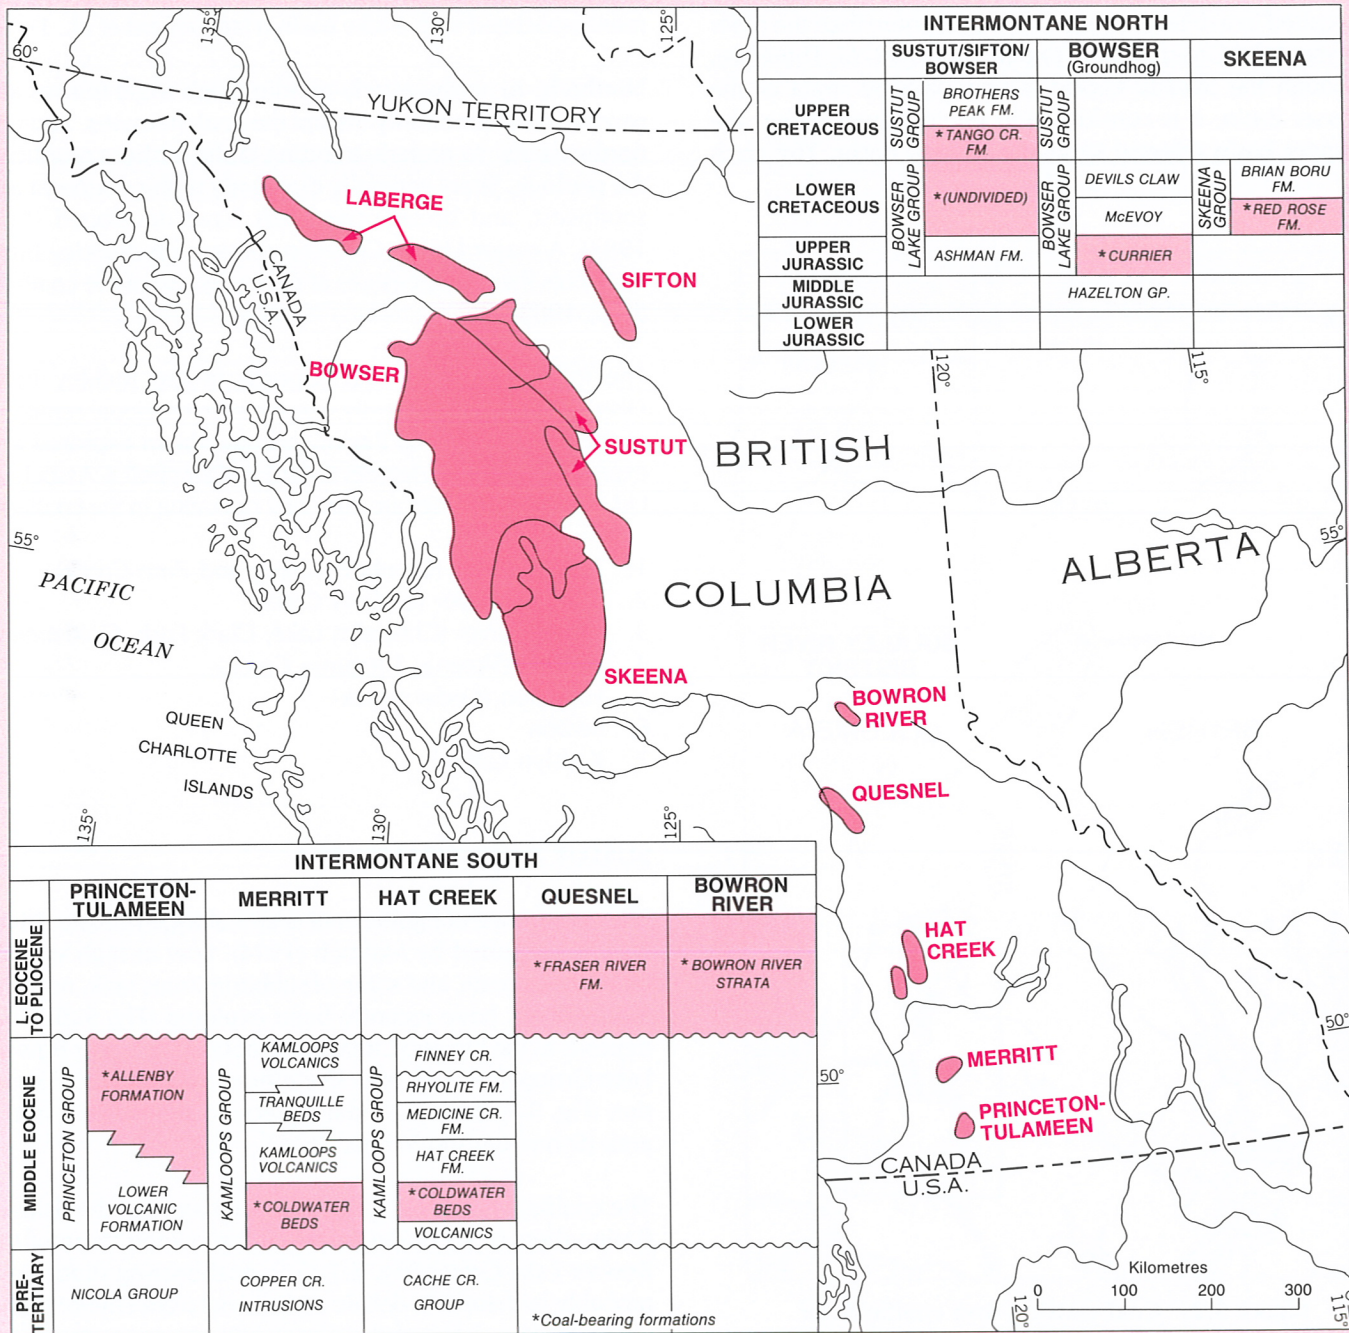 60°
135°
130°
125°
YUKON TERRITORY
INTERMONTANE NORTH
SUSTUT/SIFTON/
BOWSER
BOWSER
(Groundhog)
SKEENA
UPPER
CRETACEOUS
SUSTUT
GROUP
BROTHERS
PEAK FM.
*TANGO CR.
FM.
SUSTUT
GROUP
LOWER
CRETACEOUS
BOWSER
LAKE GROUP
*(UNDIVIDED)
BOWSER
LAKE GROUP
DEVILS CLAW
McEVOY
SKEENA
GROUP
BRIAN BORU
FM.
*RED ROSE
FM.
UPPER
JURASSIC
ASHMAN FM.
*CURRIER
MIDDLE
JURASSIC
HAZELTON GP.
LOWER
JURASSIC
120°
115°
LABERGE
CANADA
U.S.A.
SIFTON
BOWSER
SUSTUT
BRITISH
COLUMBIA
ALBERTA
55°
55°
PACIFIC
OCEAN
SKEENA
QUEEN
CHARLOTTE
ISLANDS
BOWRON
RIVER
QUESNEL
135°
130°
125°
HAT
CREEK
50°
50°
MERRITT
PRINCETON-
TULAMEEN
CANADA
U.S.A.
INTERMONTANE SOUTH
PRINCETON-
TULAMEEN
MERRITT
HAT CREEK
QUESNEL
BOWRON
RIVER
L. EOCENE
TO PLIOCENE
*FRASER RIVER
FM.
*BOWRON RIVER
STRATA
MIDDLE EOCENE
PRINCETON GROUP
*ALLENBY
FORMATION
LOWER
VOLCANIC
FORMATION
KAMLOOPS GROUP
KAMLOOPS
VOLCANICS
TRANQUILLE
BEDS
KAMLOOPS
VOLCANICS
*COLDWATER
BEDS
KAMLOOPS GROUP
FINNEY CR.
RHYOLITE FM.
MEDICINE CR.
FM.
HAT CREEK
FM.
*COLDWATER
BEDS
VOLCANICS
PRE-
TERTIARY
NICOLA GROUP
COPPER CR.
INTRUSIONS
CACHE CR.
GROUP
*Coal-bearing formations
Kilometres
0 100 200 300
120°
115°